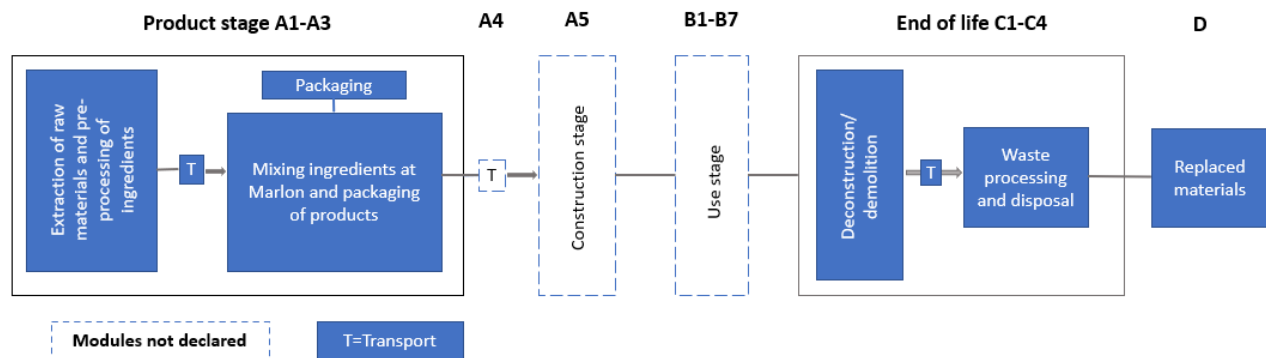 Product stage A1-A3
A4
A5
B1-B7
End of life C1-C4
D
Extraction of raw
materials and pre-
processing of
ingredients
T
Packaging
Mixing ingredients at
Marlon and packaging
of products
T
Construction stage
Use stage
Deconstruction/
demolition
T
Waste
processing
and disposal
Replaced
materials
Modules not declared
T=Transport